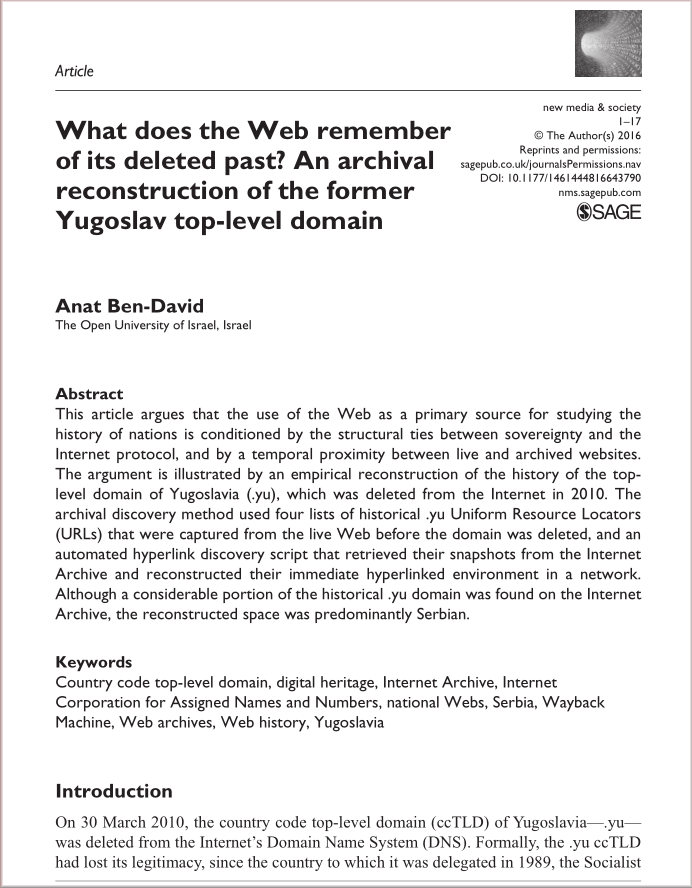 Article
new media & society
1–17
© The Author(s) 2016
Reprints and permissions:
sagepub.co.uk/journalsPermissions.nav
DOI: 10.1177/1461444816643790
nms.sagepub.com
SAGE
What does the Web remember
of its deleted past? An archival
reconstruction of the former
Yugoslav top-level domain
Anat Ben-David
The Open University of Israel, Israel
Abstract
This article argues that the use of the Web as a primary source for studying the
history of nations is conditioned by the structural ties between sovereignty and the
Internet protocol, and by a temporal proximity between live and archived websites.
The argument is illustrated by an empirical reconstruction of the history of the top-
level domain of Yugoslavia (.yu), which was deleted from the Internet in 2010. The
archival discovery method used four lists of historical .yu Uniform Resource Locators
(URLs) that were captured from the live Web before the domain was deleted, and an
automated hyperlink discovery script that retrieved their snapshots from the Internet
Archive and reconstructed their immediate hyperlinked environment in a network.
Although a considerable portion of the historical .yu domain was found on the Internet
Archive, the reconstructed space was predominantly Serbian.
Keywords
Country code top-level domain, digital heritage, Internet Archive, Internet
Corporation for Assigned Names and Numbers, national Webs, Serbia, Wayback
Machine, Web archives, Web history, Yugoslavia
Introduction
On 30 March 2010, the country code top-level domain (ccTLD) of Yugoslavia—.yu—
was deleted from the Internet’s Domain Name System (DNS). Formally, the .yu ccTLD
had lost its legitimacy, since the country to which it was delegated in 1989, the Socialist